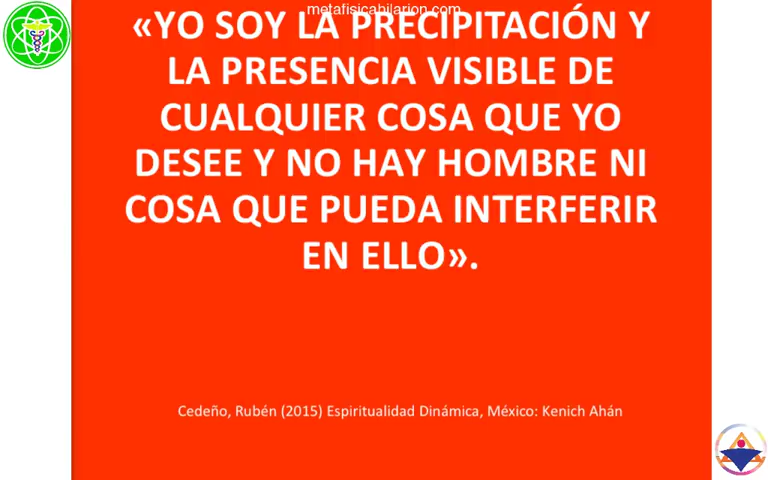 metafisicahilarion.com
«YO SOY LA PRECIPITACIÓN Y
LA PRESENCIA VISIBLE DE
CUALQUIER COSA QUE YO
DESEE Y NO HAY HOMBRE NI
COSA QUE PUEDA INTERFERIR
EN ELLO».
Cedeño, Rubén (2015) Espiritualidad Dinámica, México: Kenich Ahán